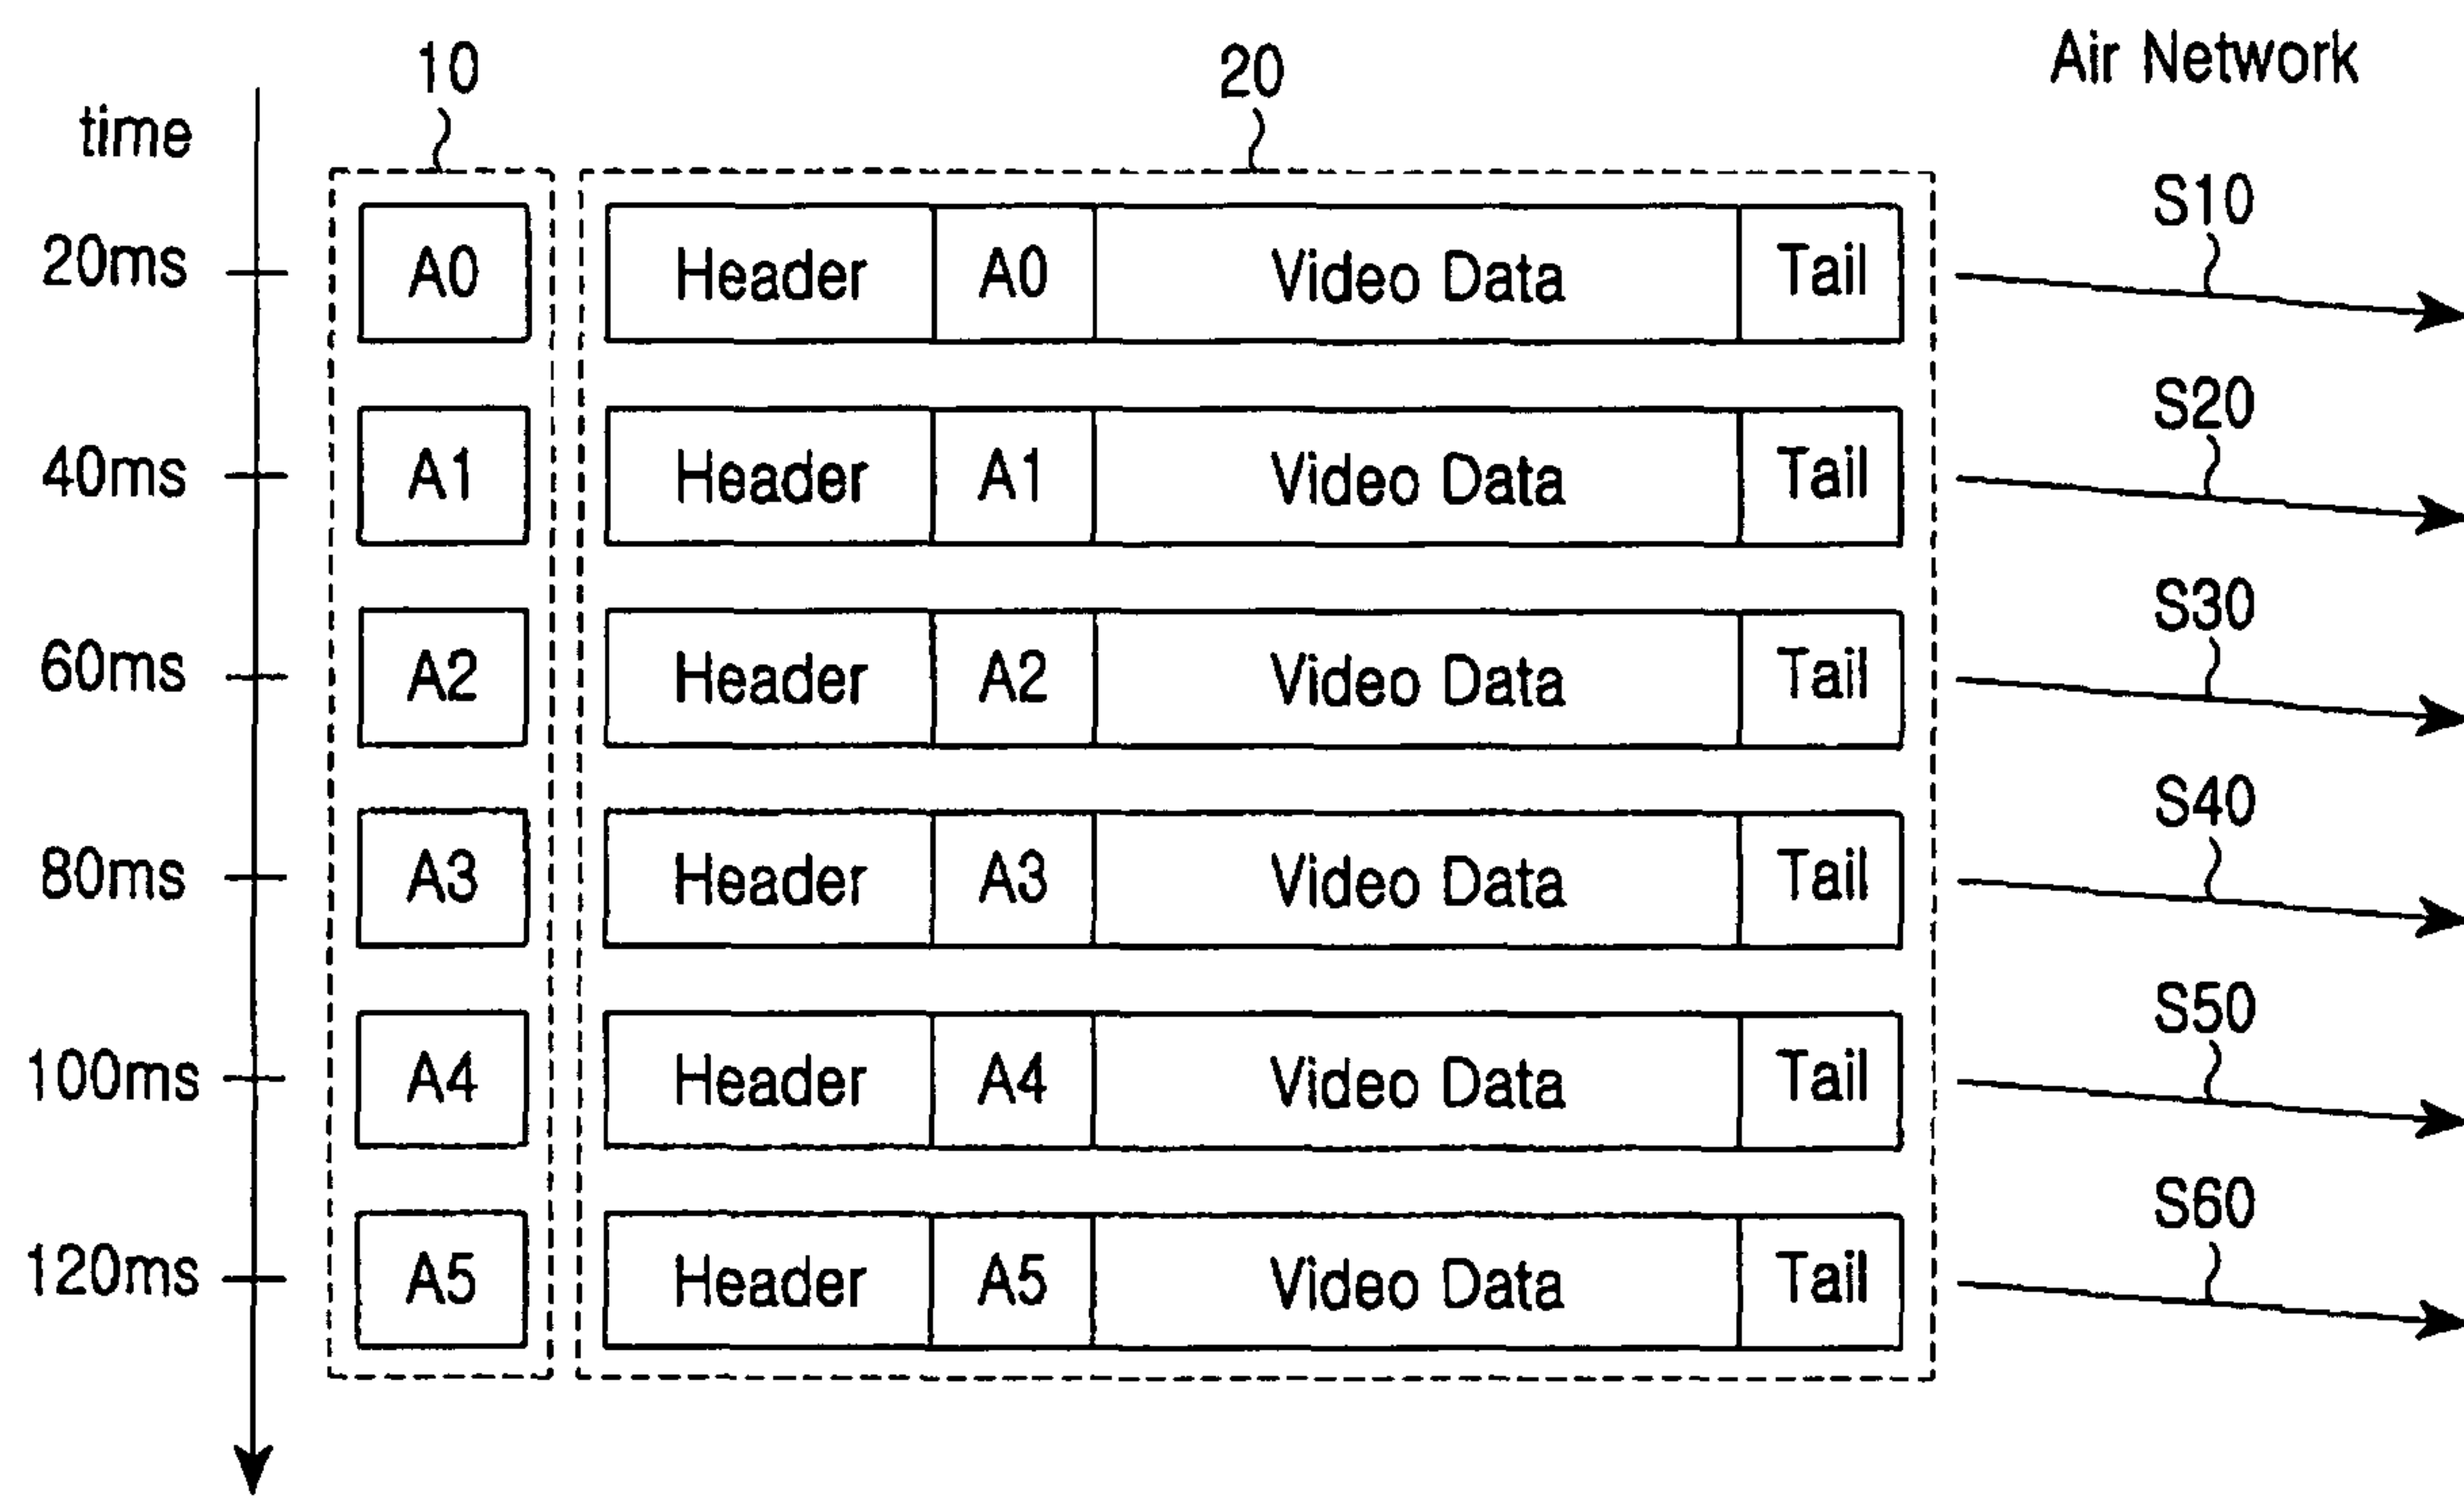 10 20 Air Network
time
S10
20ms A0 Header A0 Video Data Tail
S20
40ms A1 Header A1 Video Data Tail
S30
60ms A2 Header A2 Video Data Tail
S40
80ms A3 Header A3 Video Data Tail
S50
100ms A4 Header A4 Video Data Tail
S60
120ms A5 Header A5 Video Data Tail